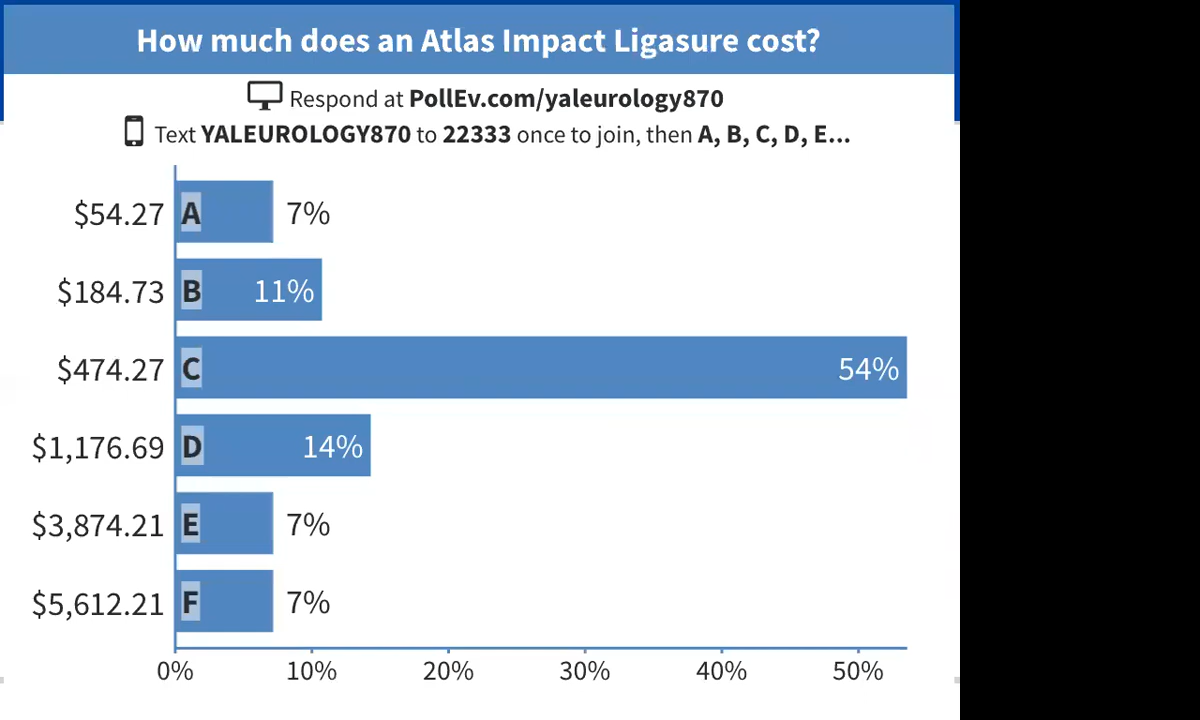 How much does an Atlas Impact Ligasure cost?
Respond at PollEv.com/yaleurology870
Text YALEUROLOGY870 to 22333 once to join, then A, B, C, D, E...
$54.27 A 7%
$184.73 B 11%
$474.27 C 54%
$1,176.69 D 14%
$3,874.21 E 7%
$5,612.21 F 7%
0% 10% 20% 30% 40% 50%